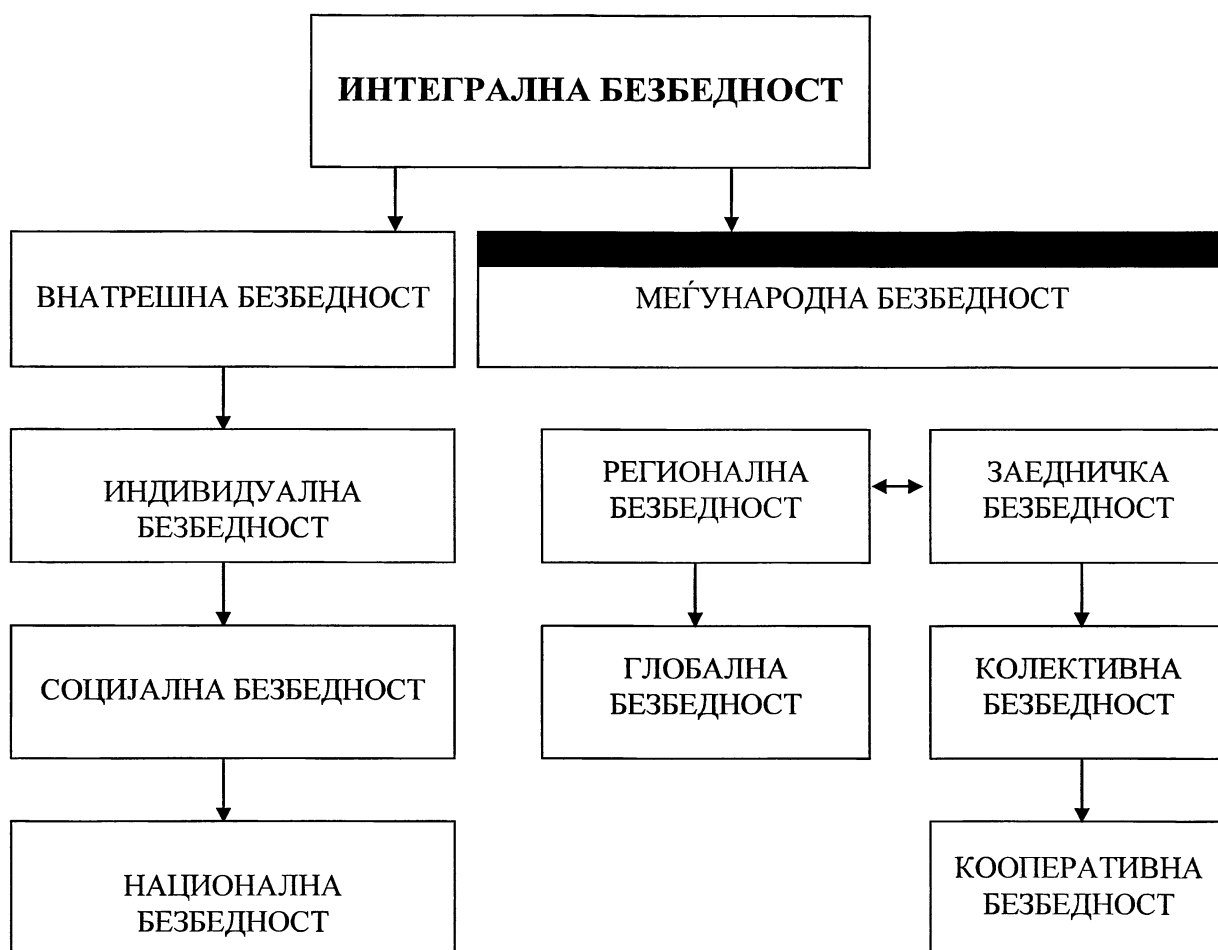 ИНТЕГРАЛНА БЕЗБЕДНОСТ
ВНАТРЕШНА БЕЗБЕДНОСТ
МЕЃУНАРОДНА БЕЗБЕДНОСТ
ИНДИВИДУАЛНА
БЕЗБЕДНОСТ
РЕГИОНАЛНА
БЕЗБЕДНОСТ
ЗАЕДНИЧКА
БЕЗБЕДНОСТ
СОЦИЈАЛНА БЕЗБЕДНОСТ
ГЛОБАЛНА
БЕЗБЕДНОСТ
КОЛЕКТИВНА
БЕЗБЕДНОСТ
НАЦИОНАЛНА
БЕЗБЕДНОСТ
КООПЕРАТИВНА
БЕЗБЕДНОСТ